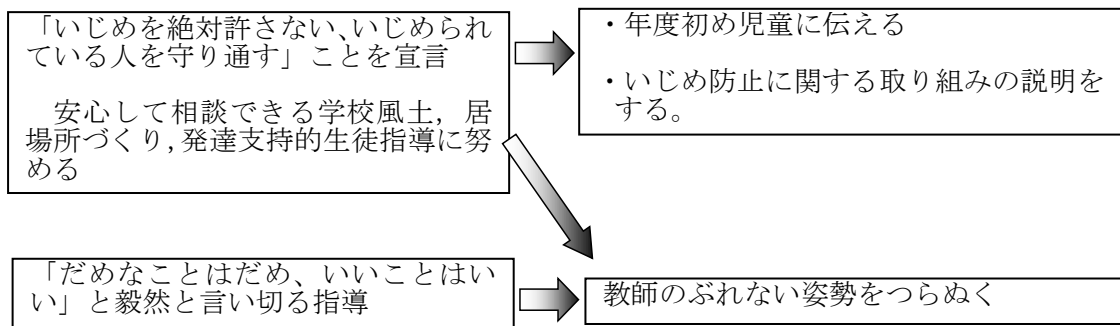 「いじめを絶対許さない、いじめられ
ている人を守り通す」ことを宣言
　安心して相談できる学校風土，居
場所づくり，発達支持的生徒指導に努
める
・年度初め児童に伝える
・いじめ防止に関する取り組みの説明を
する。
「だめなことはだめ、いいことはい
い」と毅然と言い切る指導
教師のぶれない姿勢をつらぬく